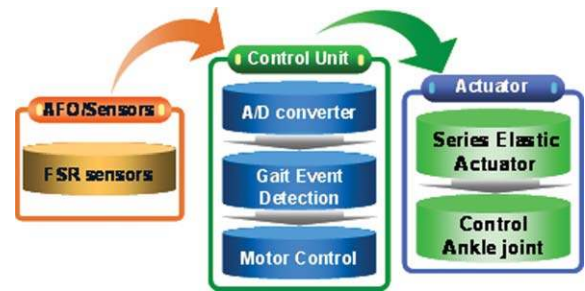 AFO/Sensors
FSR sensors
Control Unit
A/D converter
Gait Event
Detection
Motor Control
Actuator
Series Elastic
Actuator
Control
Ankle joint